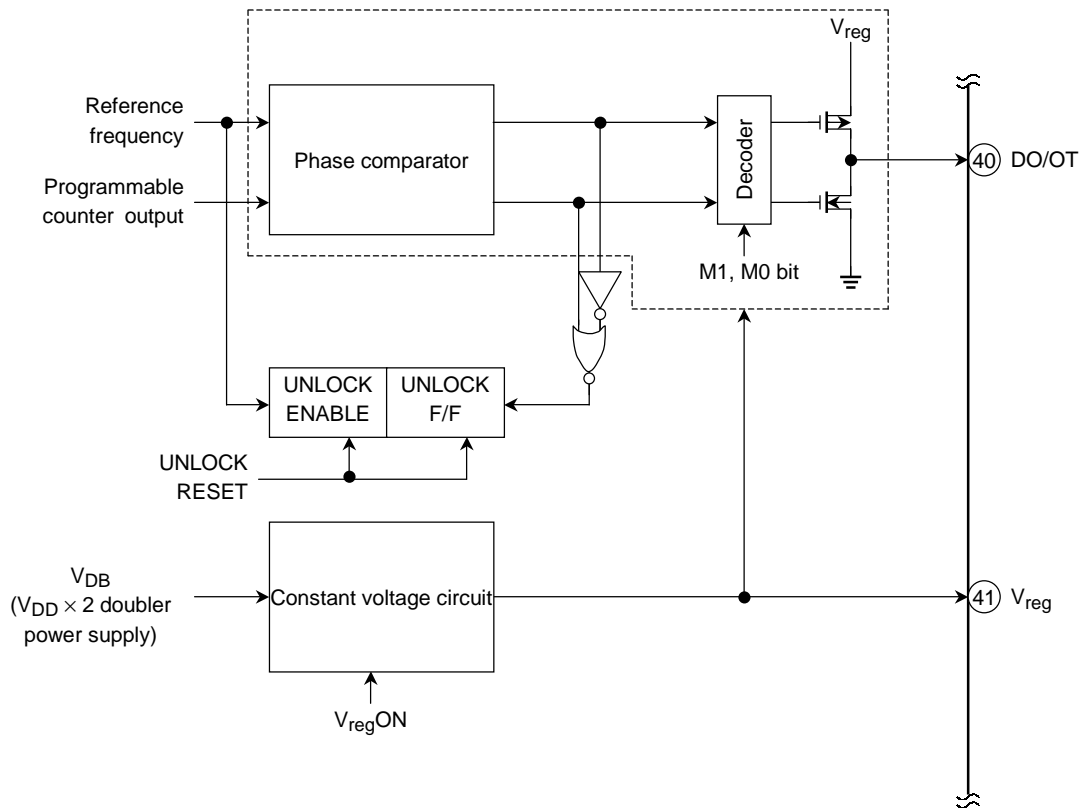 Vreg
Reference
frequency
Phase comparator
Decoder
40 DO/OT
Programmable
counter output
M1, M0 bit
UNLOCK
ENABLE
UNLOCK
F/F
UNLOCK
RESET
VDB
(VDD × 2 doubler
power supply)
Constant voltage circuit
41 Vreg
VregON